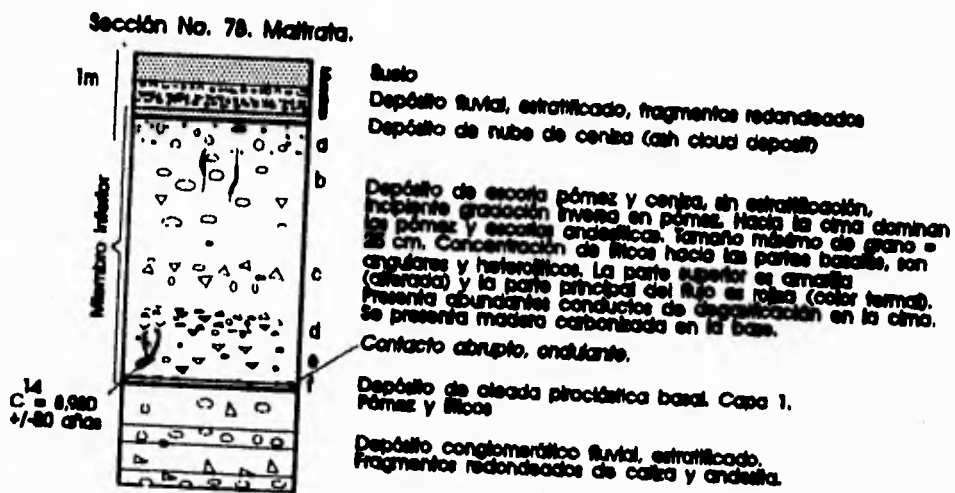 Sección No. 78. Maltrata.
1m
Suelo
Depósito fluvial, estratificado, fragmentos redondeados
Depósito de nube de ceniza (ash cloud deposit)
d
b
c
d
e
f
Miembro Inferior
Depósito de escoria pómez y ceniza, sin estratificación,
incipiente gradación inversa en pómez. Hacia la cima dominan
pómez y escorias andesíticas. Tamaño máximo de grano =
25 cm. Concentración de líticos hacia las partes basales, son
angulares y heterolíticos. La parte superior es amarilla
(alterada) y la parte principal del flujo es rojiza (color termal).
Presenta abundantes conductos de degasificación en la cima.
Se presenta madera carbonizada en la base.
Contacto abrupto, ondulante.
14
C =
+/-80 años
Depósito de oleada piroclástica basal. Capa 1.
Pómez y líticos
Depósito conglomerático fluvial, estratificado.
Fragmentos redondeados de caliza y andesita.